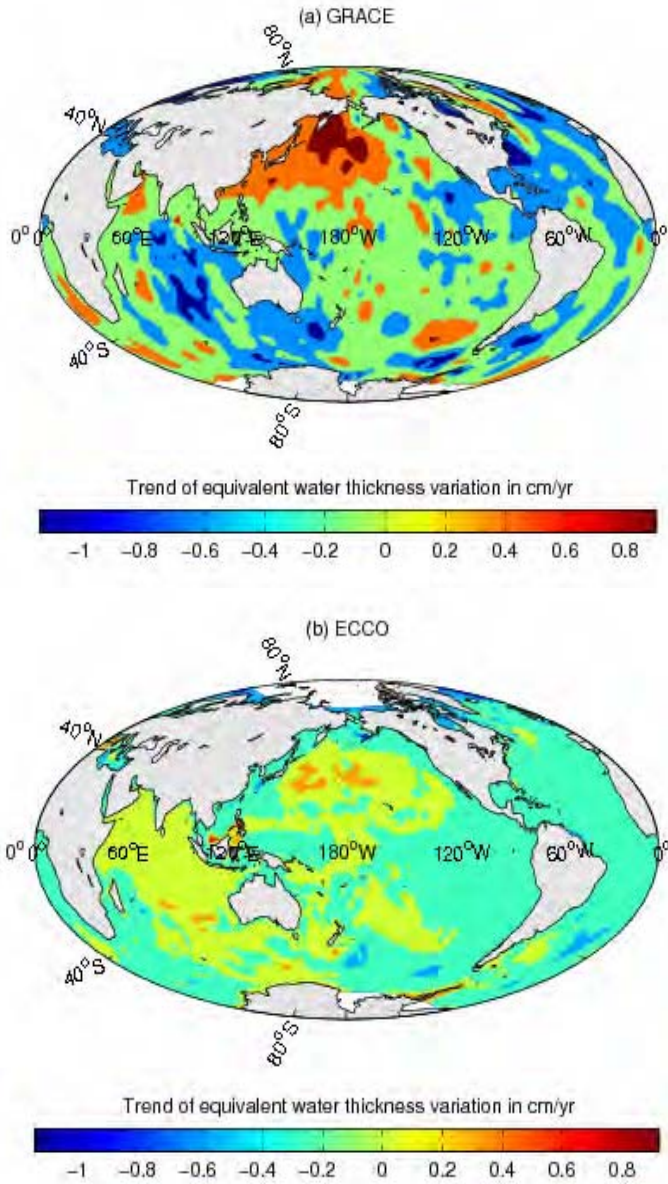 (a) GRACE
80°N
40°N
0° 0° 60°E 120°E 180°W 120°W 60°W 0°
40°S
80°S
Trend of equivalent water thickness variation in cm/yr
−1 −0.8 −0.6 −0.4 −0.2 0 0.2 0.4 0.6 0.8
(b) ECCO
80°N
40°N
0° 0° 60°E 120°E 180°W 120°W 60°W 0°
40°S
80°S
Trend of equivalent water thickness variation in cm/yr
−1 −0.8 −0.6 −0.4 −0.2 0 0.2 0.4 0.6 0.8